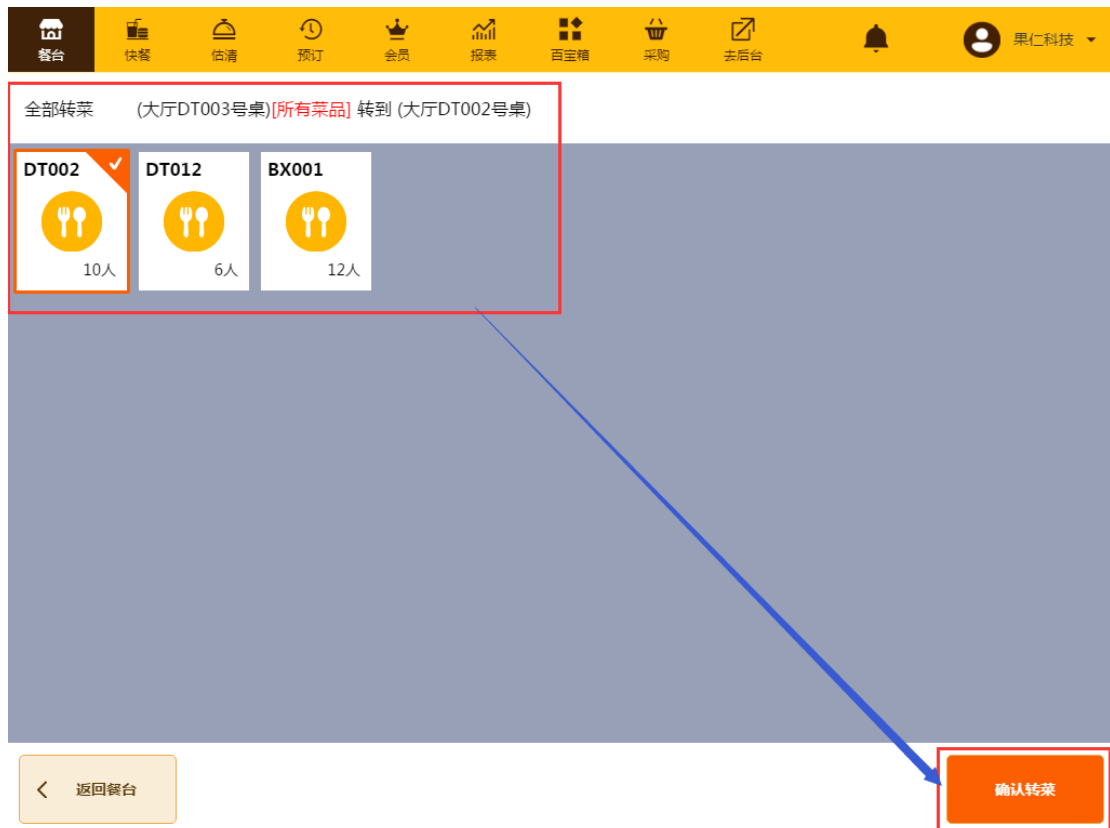 餐台 快餐 估清 预订 会员 报表 百宝箱 采购 去后台 果仁科技
全部转菜 (大厅DT003号桌)[所有菜品] 转到 (大厅DT002号桌)
DT002 DT012 BX001
10人 6人 12人
返回餐台 确认转菜